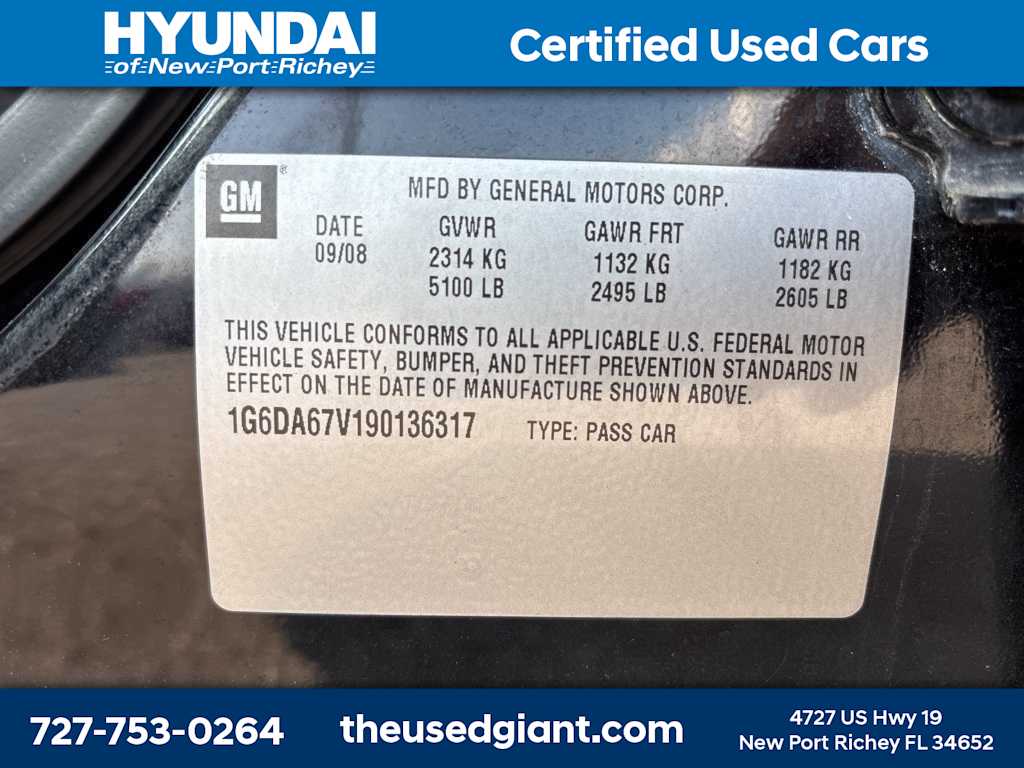 HYUNDAI
of New Port Richey
Certified Used Cars
GM ®
MFD BY GENERAL MOTORS CORP.
DATE GVWR GAWR FRT GAWR RR
09/08 2314 KG 1132 KG 1182 KG
5100 LB 2495 LB 2605 LB
THIS VEHICLE CONFORMS TO ALL APPLICABLE U.S. FEDERAL MOTOR
VEHICLE SAFETY, BUMPER, AND THEFT PREVENTION STANDARDS IN
EFFECT ON THE DATE OF MANUFACTURE SHOWN ABOVE.
1G6DA67V190136317 TYPE: PASS CAR
727-753-0264
theusedgiant.com
4727 US Hwy 19
New Port Richey FL 34652